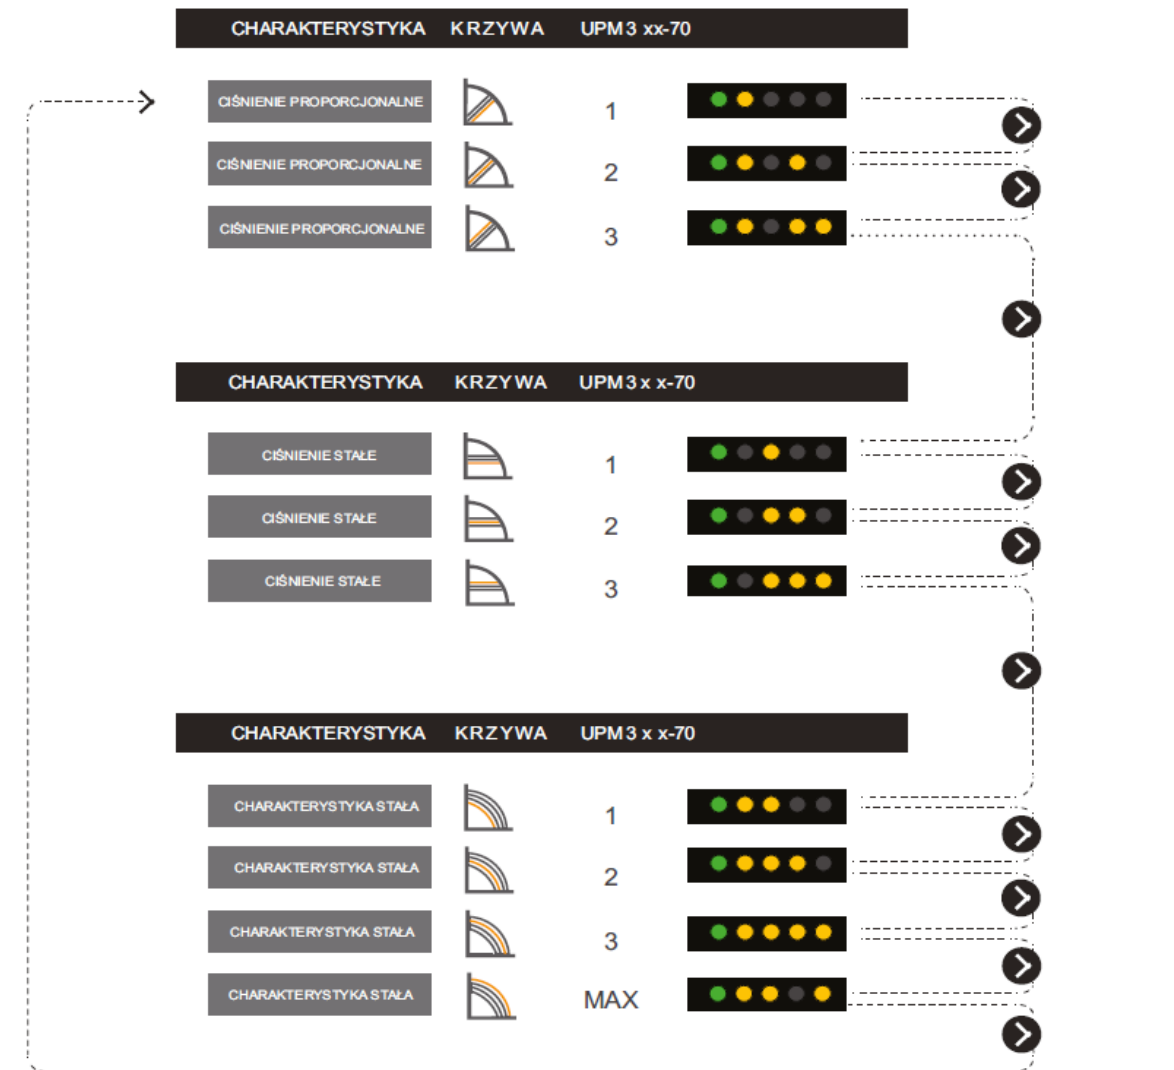 CHARAKTERYSTYKA KRZYWA UPM3 xx-70
CIŚNIENIE PROPORCJONALNE 1
CIŚNIENIE PROPORCJONALNE 2
CIŚNIENIE PROPORCJONALNE 3
CHARAKTERYSTYKA KRZYWA UPM3 x x-70
CIŚNIENIE STAŁE 1
CIŚNIENIE STAŁE 2
CIŚNIENIE STAŁE 3
CHARAKTERYSTYKA KRZYWA UPM3 x x-70
CHARAKTERYSTYKA STAŁA 1
CHARAKTERYSTYKA STAŁA 2
CHARAKTERYSTYKA STAŁA 3
CHARAKTERYSTYKA STAŁA MAX